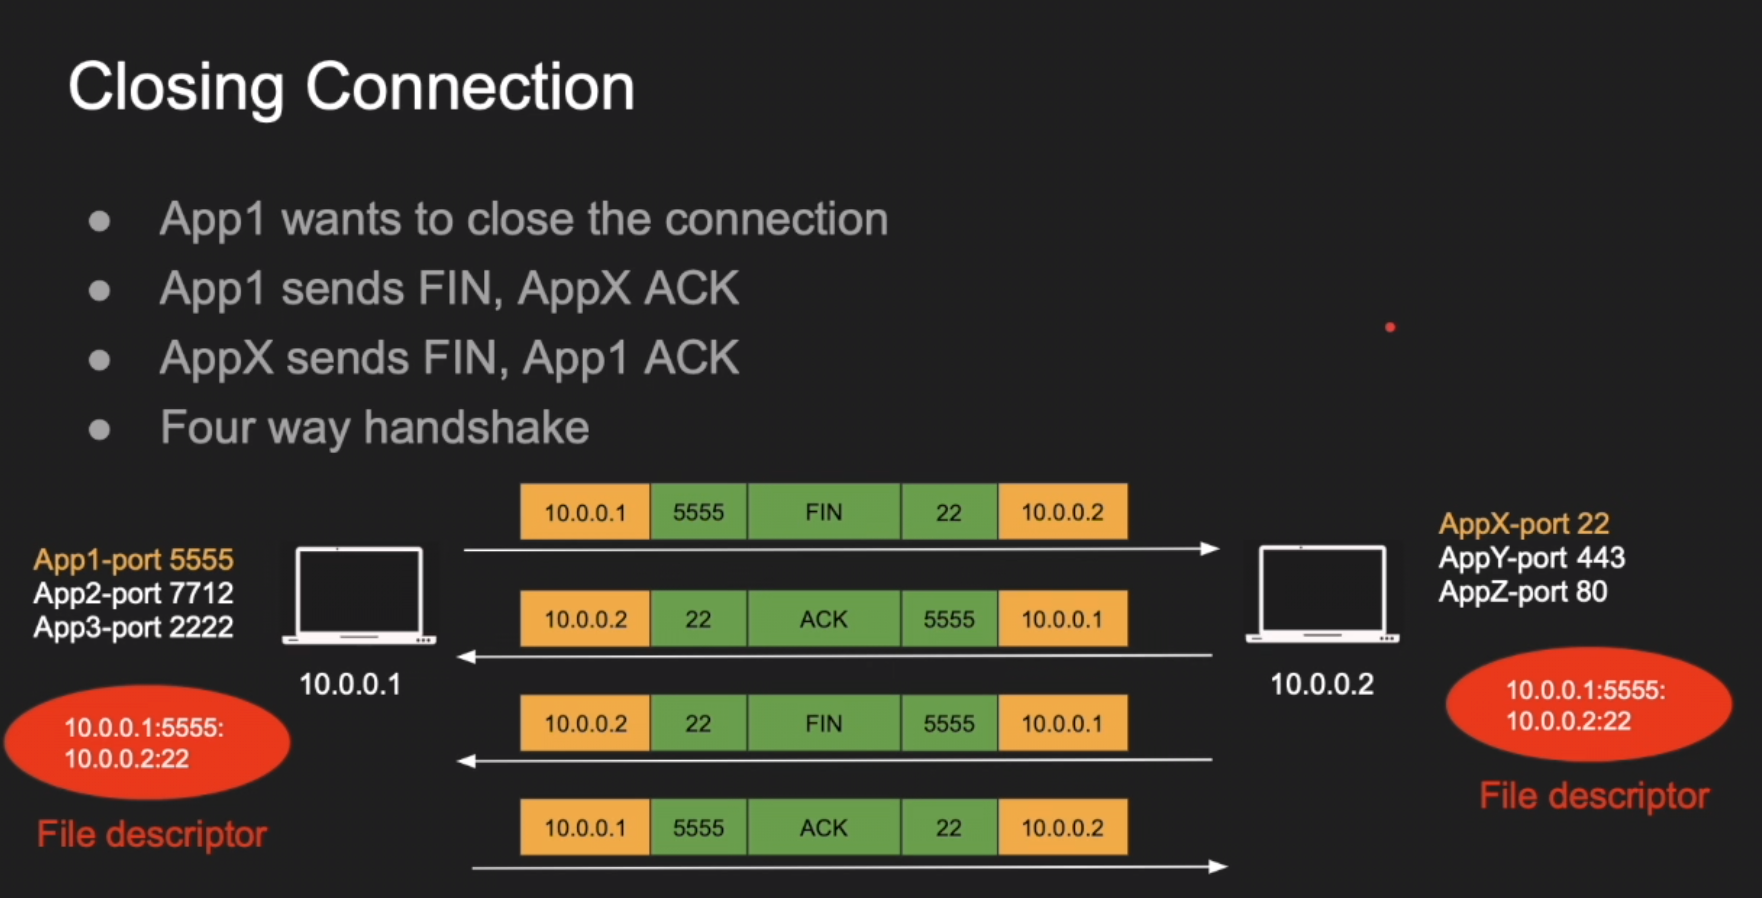 Closing Connection
● App1 wants to close the connection
● App1 sends FIN, AppX ACK
● AppX sends FIN, App1 ACK
● Four way handshake
10.0.0.1 5555 FIN 22 10.0.0.2
10.0.0.2 22 ACK 5555 10.0.0.1
10.0.0.2 22 FIN 5555 10.0.0.1
10.0.0.1 5555 ACK 22 10.0.0.2
App1-port 5555
App2-port 7712
App3-port 2222
10.0.0.1
10.0.0.1:5555:
10.0.0.2:22
File descriptor
AppX-port 22
AppY-port 443
AppZ-port 80
10.0.0.2
10.0.0.1:5555:
10.0.0.2:22
File descriptor